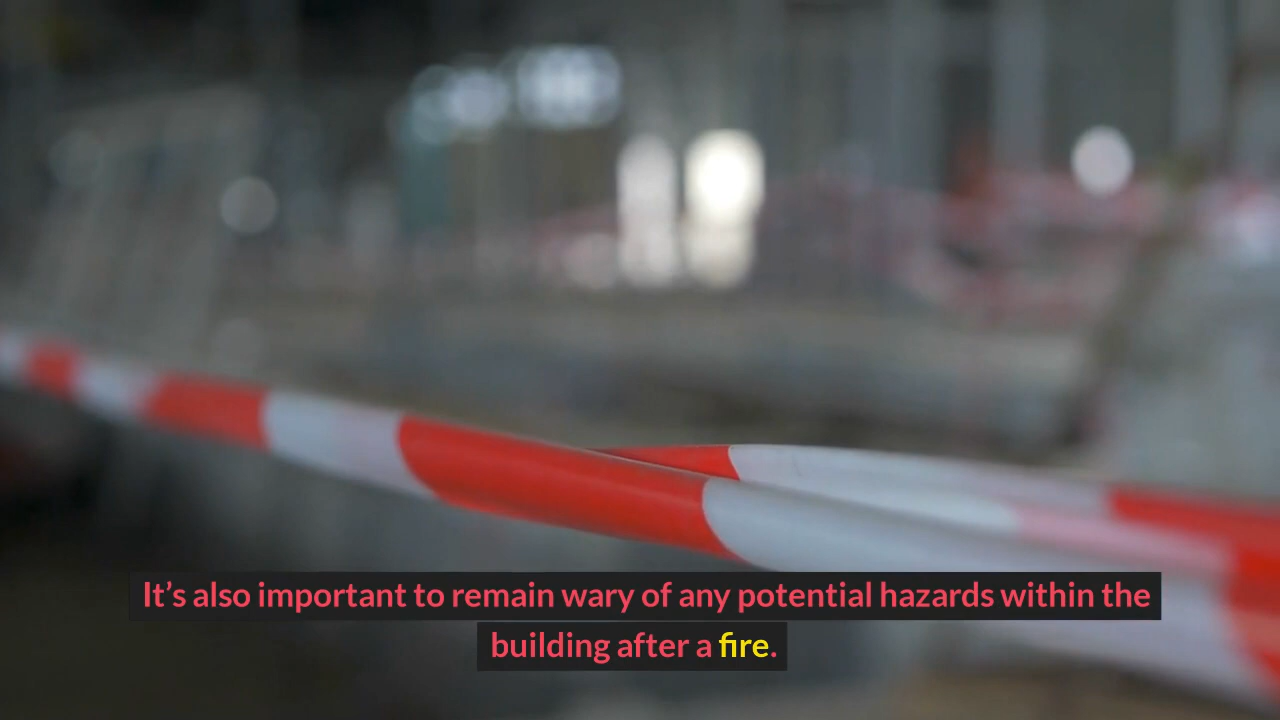 It’s also important to remain wary of any potential hazards within the
building after a fire.